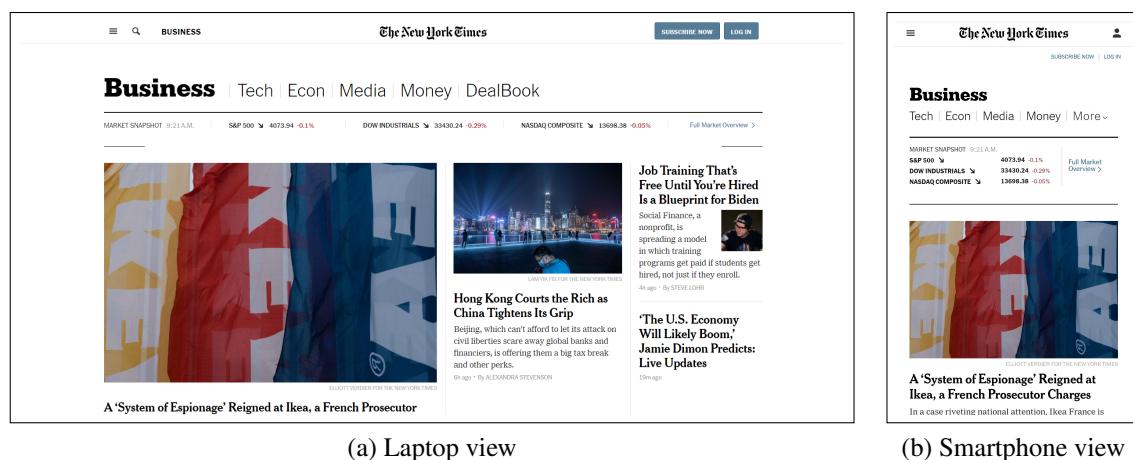 BUSINESS
The New York Times
SUBSCRIBE NOW
LOG IN
Business
Tech | Econ | Media | Money | DealBook
MARKET SNAPSHOT 9:21 A.M.
S&P 500 ↘ 4073.94 -0.1%
DOW INDUSTRIALS ↘ 33430.24 -0.29%
NASDAQ COMPOSITE ↘ 13698.38 -0.05%
Full Market Overview >
IKEA
ELLIOTT VERDIER FOR THE NEW YORK TIMES
A ‘System of Espionage’ Reigned at Ikea, a French Prosecutor
LAM YIK FEI FOR THE NEW YORK TIMES
Hong Kong Courts the Rich as
China Tightens Its Grip
Beijing, which can't afford to let its attack on
civil liberties scare away global banks and
financiers, is offering them a big tax break
and other perks.
6h ago • By ALEXANDRA STEVENSON
Job Training That’s
Free Until You’re Hired
Is a Blueprint for Biden
Social Finance, a
nonprofit, is
spreading a model
in which training
programs get paid if students get
hired, not just if they enroll.
4h ago • By STEVE LOHR
‘The U.S. Economy
Will Likely Boom,’
Jamie Dimon Predicts:
Live Updates
19m ago
(a) Laptop view
The New York Times
SUBSCRIBE NOW | LOG IN
Business
Tech | Econ | Media | Money | More
MARKET SNAPSHOT 9:21 A.M.
S&P 500 ↘ 4073.94 -0.1%
DOW INDUSTRIALS ↘ 33430.24 -0.29%
NASDAQ COMPOSITE ↘ 13698.38 -0.05%
Full Market
Overview >
IKEA
ELLIOTT VERDIER FOR THE NEW YORK TIMES
A ‘System of Espionage’ Reigned at
Ikea, a French Prosecutor Charges
In a case riveting national attention, Ikea France is
(b) Smartphone view